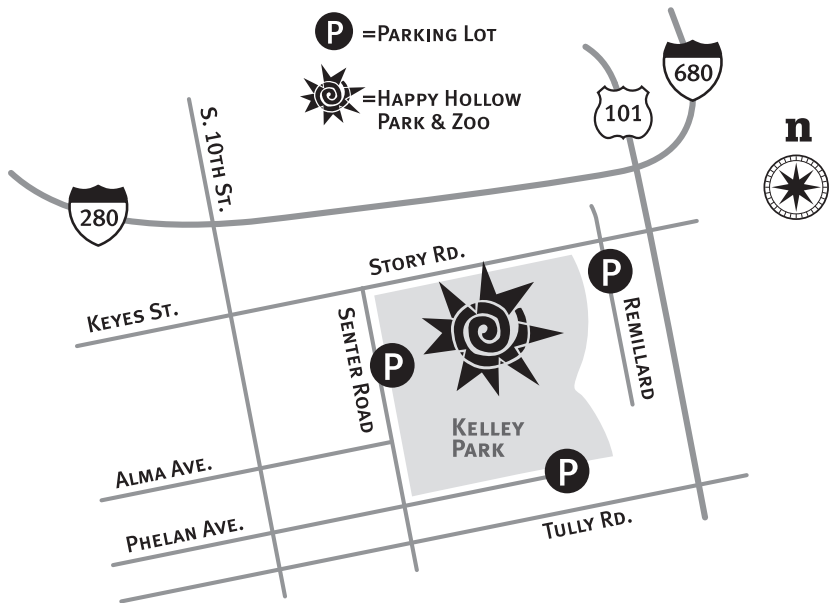 P =Parking Lot
=Happy Hollow
Park & Zoo
680
101
n
S. 10th St.
280
Story Rd.
P
Keyes St.
Remillard
Senter Road
P
Kelley
Park
Alma Ave.
P
Phelan Ave.
Tully Rd.